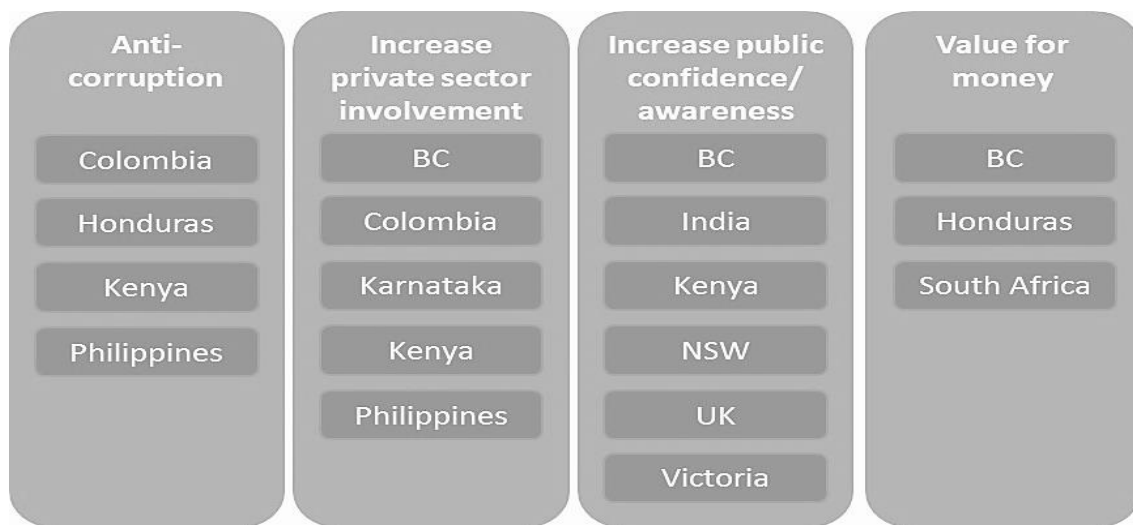 Anti-
corruption
Colombia
Honduras
Kenya
Philippines
Increase
private sector
involvement
BC
Colombia
Karnataka
Kenya
Philippines
Increase public
confidence/
awareness
BC
India
Kenya
NSW
UK
Victoria
Value for
money
BC
Honduras
South Africa